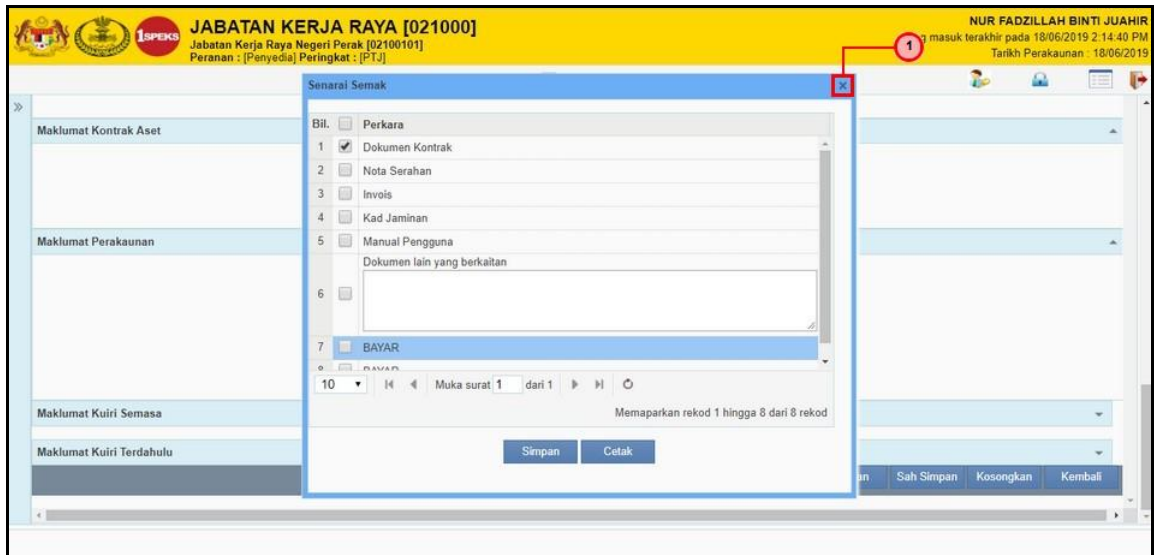 1SPEKS
JABATAN KERJA RAYA [021000]
Jabatan Kerja Raya Negeri Perak [02100101]
Peranan : [Penyedia] Peringkat : [PTJ]
NUR FADZILLAH BINTI JUAHIR
masuk terakhir pada 18/06/2019 2:14:40 PM
Tarikh Perakaunan : 18/06/2019
1
Senarai Semak
x
Maklumat Kontrak Aset
Bil. Perkara
1 Dokumen Kontrak
2 Nota Serahan
3 Invois
4 Kad Jaminan
Maklumat Perakaunan
5 Manual Pengguna
Dokumen lain yang berkaitan
6
7 BAYAR
8 BAYAR
10 Muka surat 1 dari 1
Memaparkan rekod 1 hingga 8 dari 8 rekod
Maklumat Kuiri Semasa
Simpan Cetak
Maklumat Kuiri Terdahulu
Sah Simpan Kosongkan Kembali